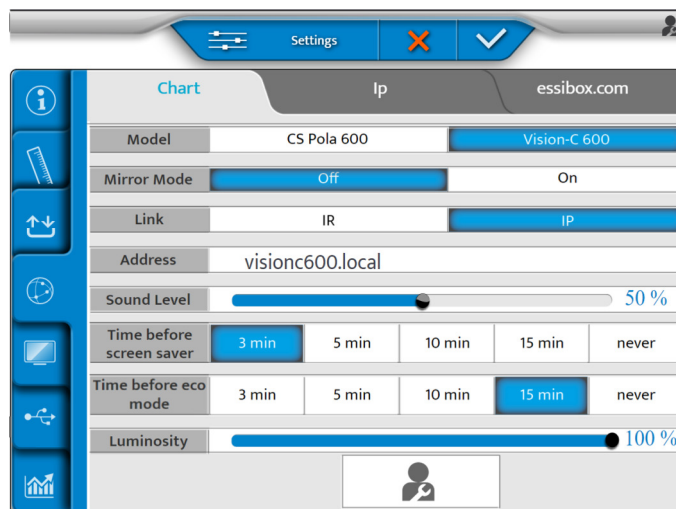 Settings
Chart Ip essibox.com
Model CS Pola 600 Vision-C 600
Mirror Mode Off On
Link IR IP
Address visionc600.local
Sound Level 50 %
Time before
screen saver 3 min 5 min 10 min 15 min never
Time before eco
mode 3 min 5 min 10 min 15 min never
Luminosity 100 %